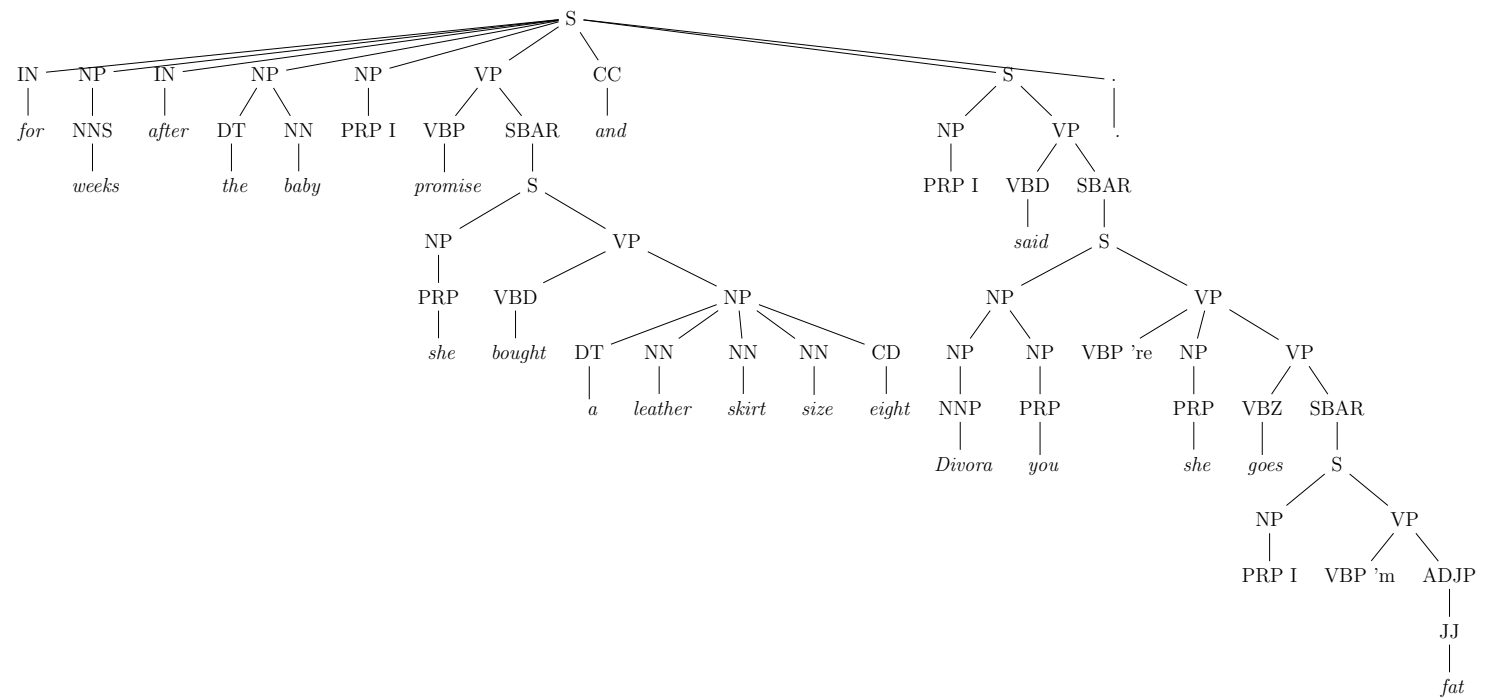 S
IN NP IN NP NP VP CC S .
for NNS after DT NN PRP I VBP SBAR and NP VP .
weeks the baby promise S PRP I VBD SBAR
NP VP said S
PRP VBD NP NP VP
she bought DT NN NN NN CD NP NP VBP 're NP VP
a leather skirt size eight NNP PRP PRP VBZ SBAR
Divora you she goes S
NP VP
PRP I VBP 'm ADJP
JJ
fat